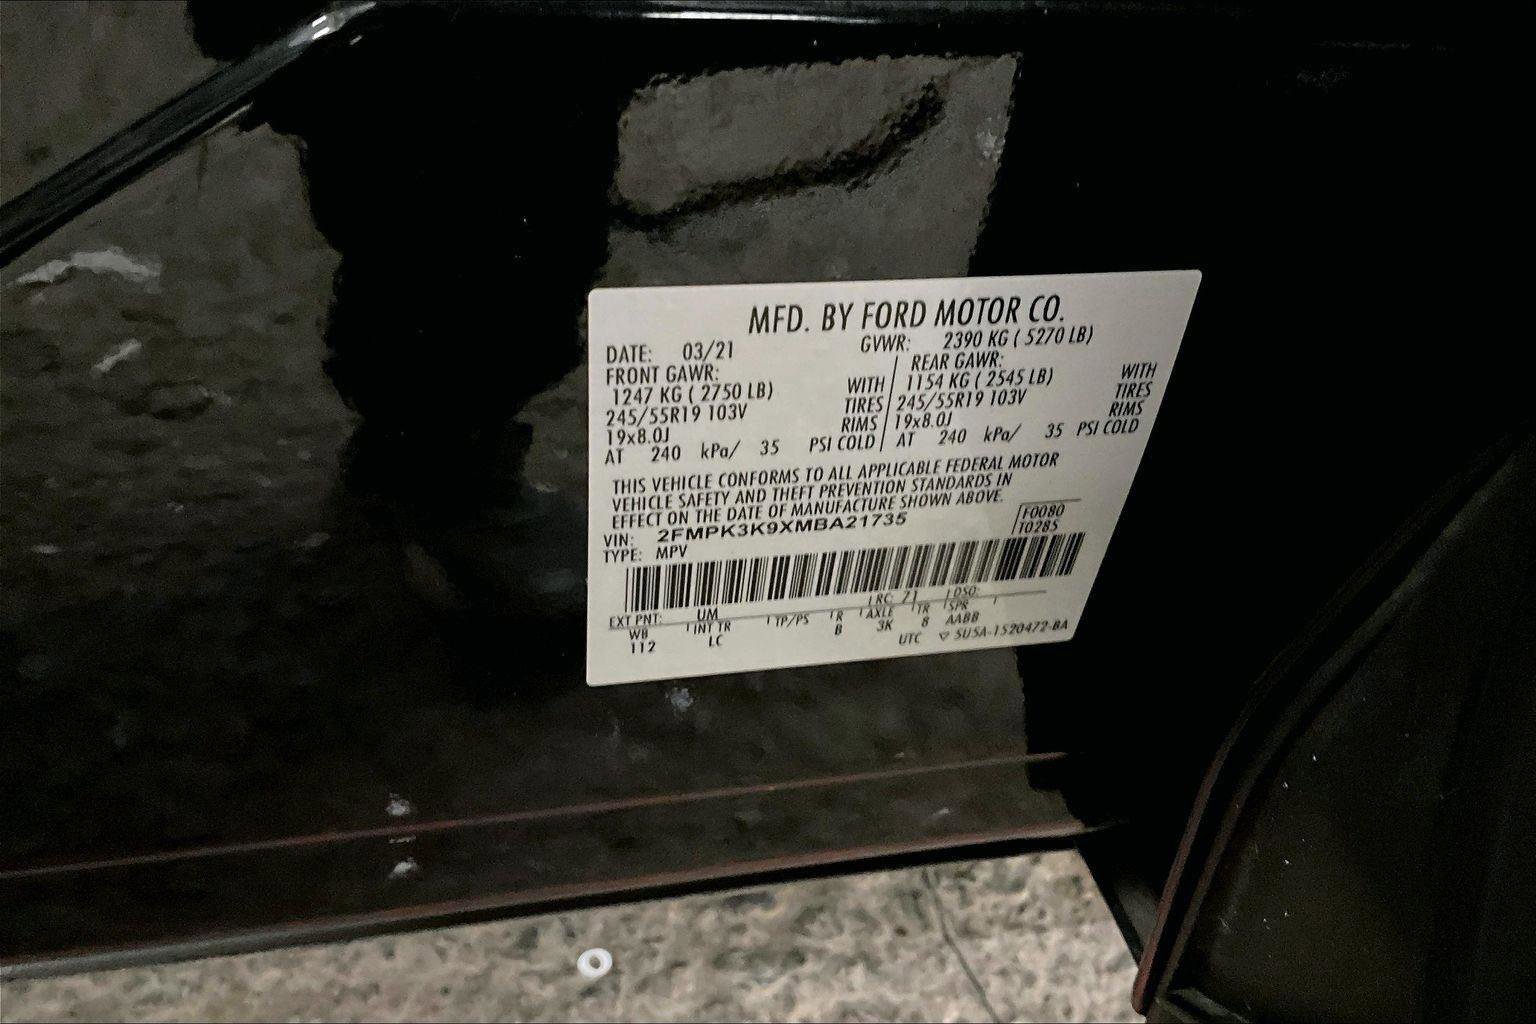 MFD. BY FORD MOTOR CO.
DATE: 03/21 GVWR: 2390 KG ( 5270 LB)
FRONT GAWR: REAR GAWR:
1247 KG ( 2750 LB) WITH 1154 KG ( 2545 LB) WITH
245/55R19 103V TIRES 245/55R19 103V TIRES
19x8.0J RIMS 19x8.0J RIMS
AT 240 kPa/ 35 PSI COLD AT 240 kPa/ 35 PSI COLD
THIS VEHICLE CONFORMS TO ALL APPLICABLE FEDERAL MOTOR
VEHICLE SAFETY AND THEFT PREVENTION STANDARDS IN
EFFECT ON THE DATE OF MANUFACTURE SHOWN ABOVE.
VIN: 2FMPK3K9XMBA21735 F0080
TYPE: MPV T0285
EXT PNT: UM RC: 71 DSO:
WB INT TR TP/PS R AXLE TR SPR
112 LC B 3K 8 AABB
UTC ▽ SU5A-1520472-BA